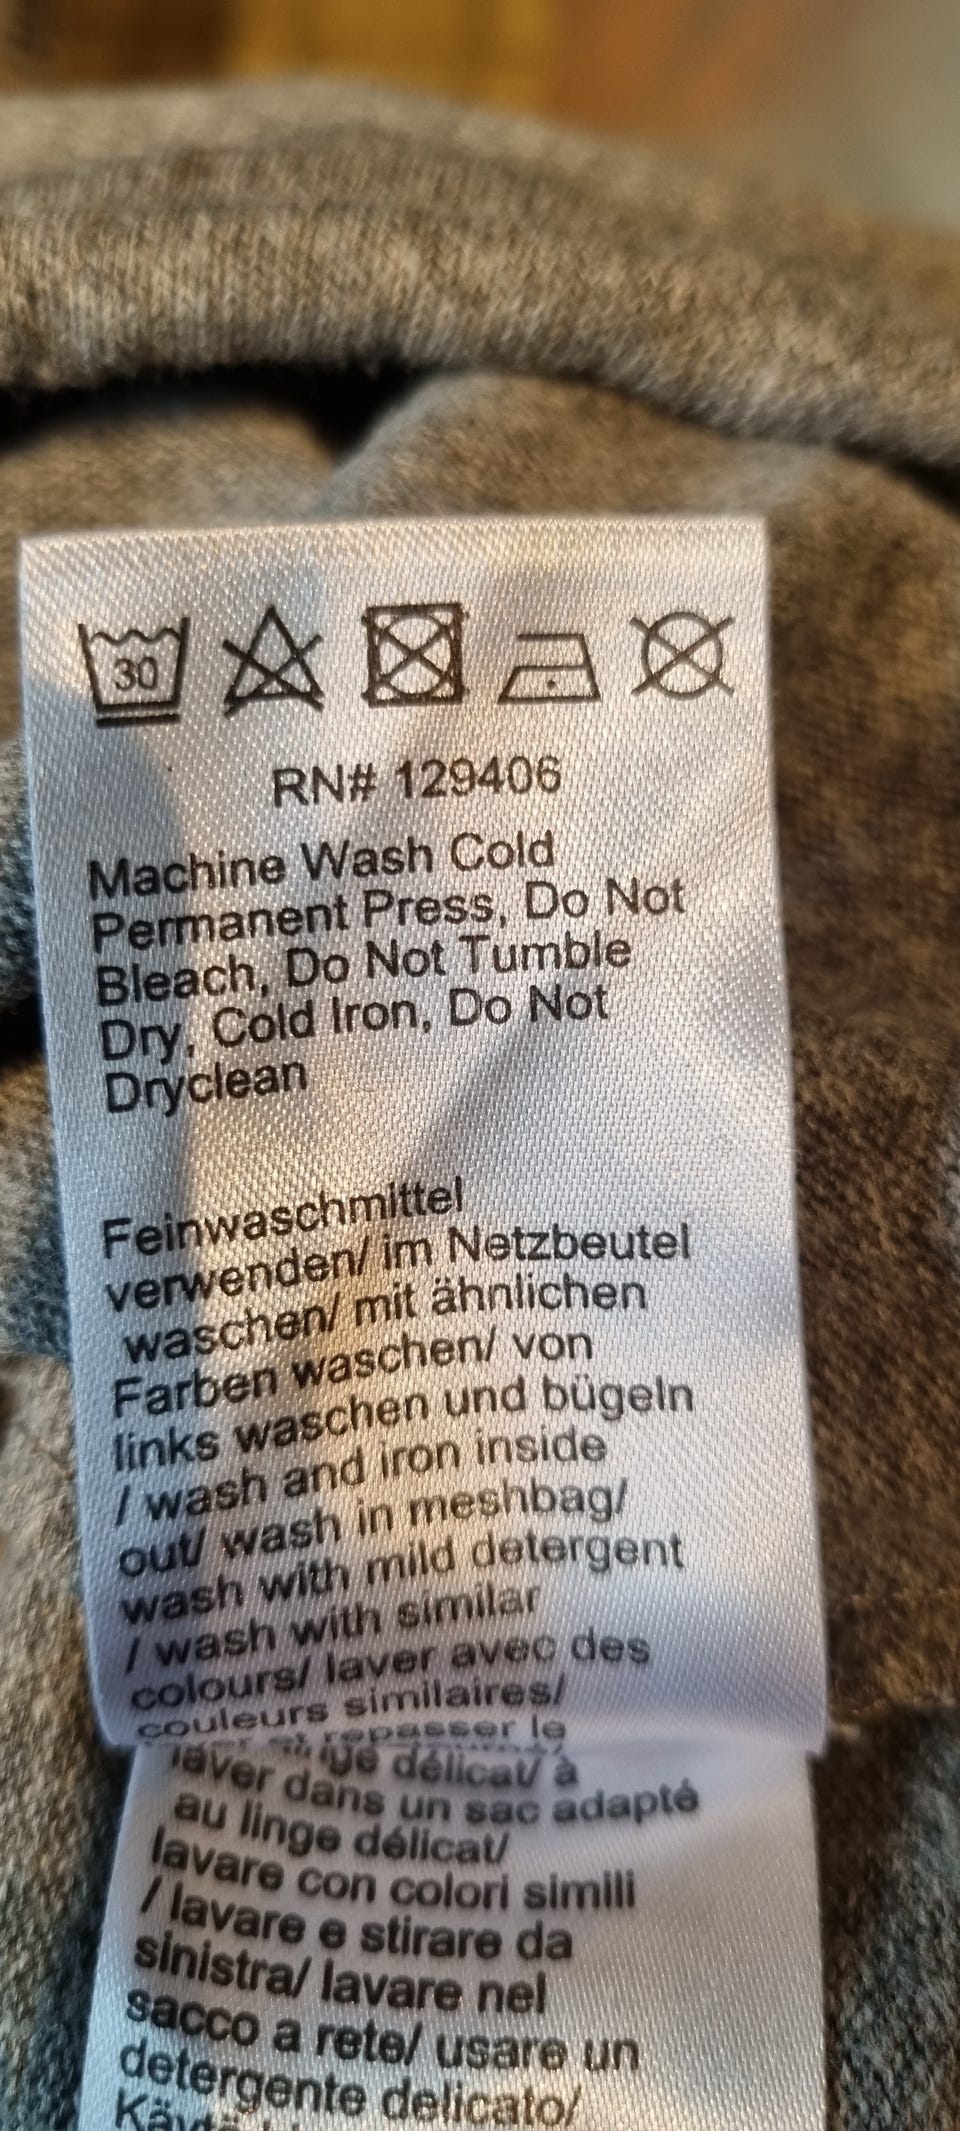 30
RN# 129406
Machine Wash Cold
Permanent Press, Do Not
Bleach, Do Not Tumble
Dry, Cold Iron, Do Not
Dryclean
Feinwaschmittel
verwenden/ im Netzbeutel
waschen/ mit ähnlichen
Farben waschen/ von
links waschen und bügeln
/ wash and iron inside
out/ wash in meshbag/
wash with mild detergent
/ wash with similar
colours/ laver avec des
couleurs similaires/
et repasser le
délicat/ à
laver dans un sac adapté
au linge délicat/
lavare con colori simili
/ lavare e stirare da
sinistra/ lavare nel
sacco a rete/ usare un
detergente delicato/